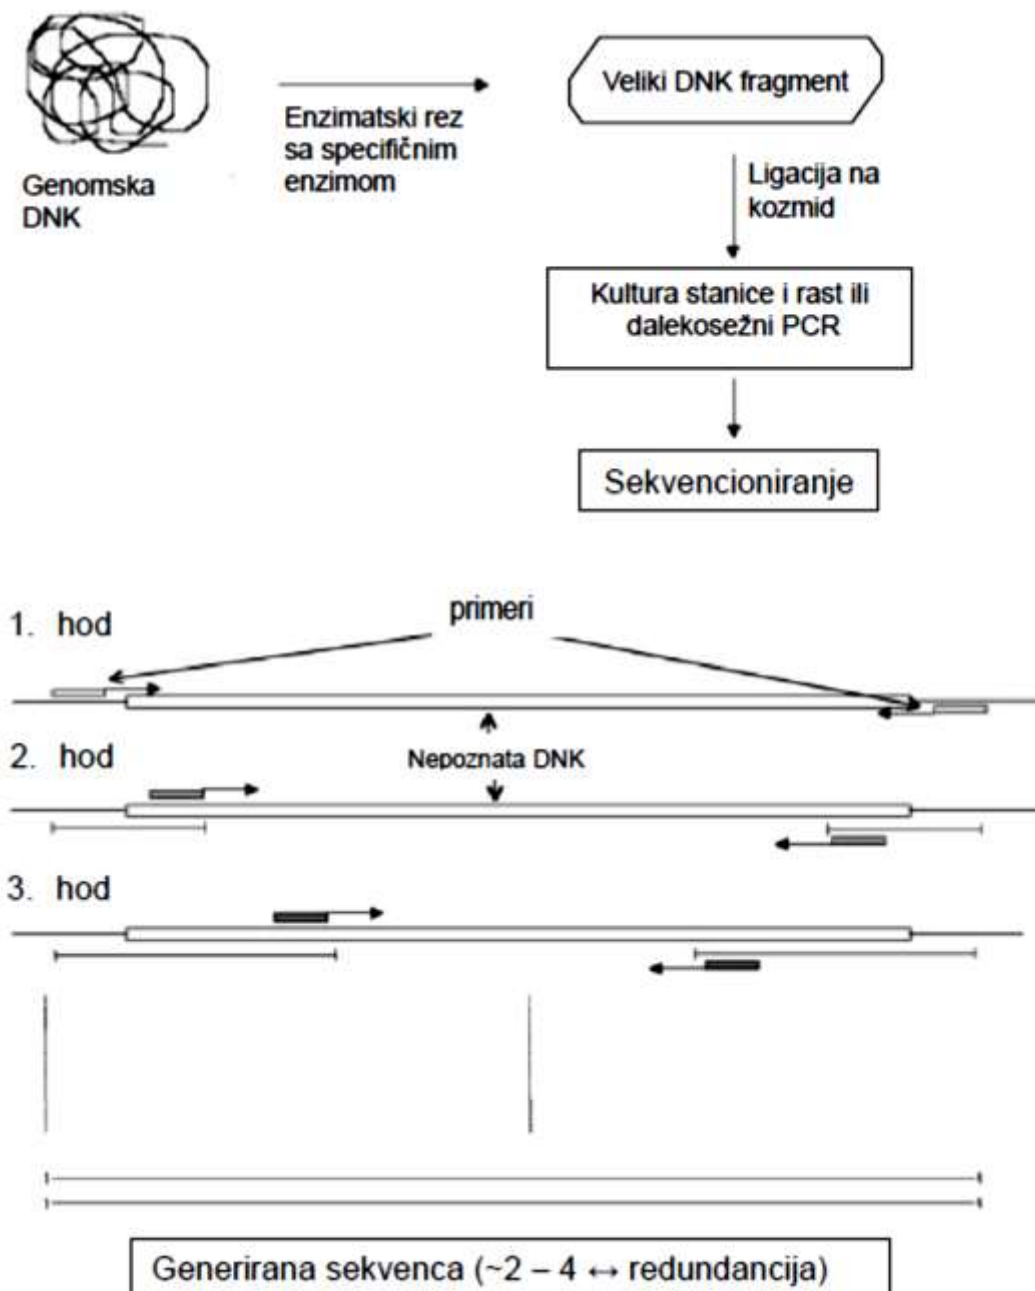 Genomska
DNK
Enzimatski rez
sa specifičnim
enzimom
Veliki DNK fragment
Ligacija na
kozmid
Kultura stanice i rast ili
dalekosežni PCR
Sekvencioniranje
1. hod
primeri
2. hod
Nepoznata DNK
3. hod
Generirana sekvenca (~2 – 4 ↔ redundancija)